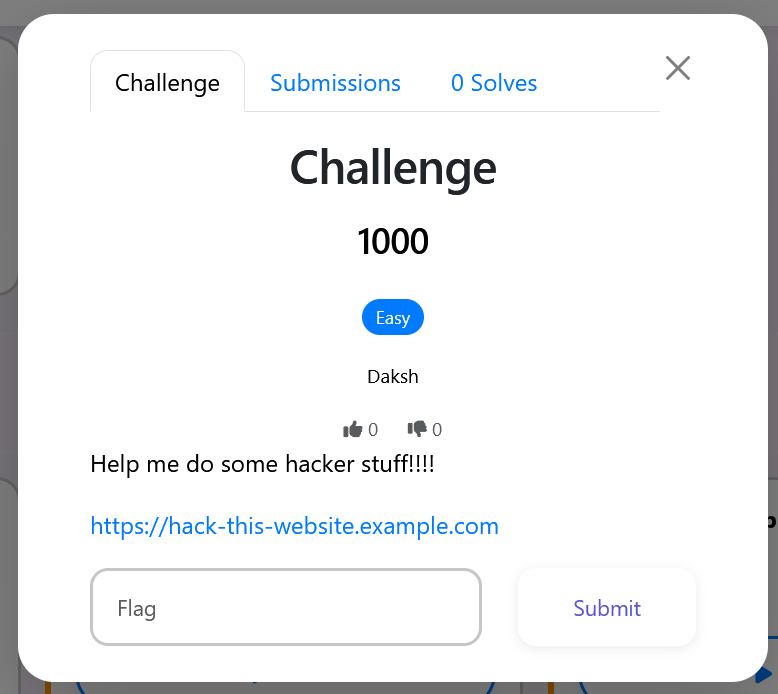 Challenge
Submissions
0 Solves
Challenge
1000
Easy
Daksh
0
0
Help me do some hacker stuff!!!!
https://hack-this-website.example.com
Flag
Submit